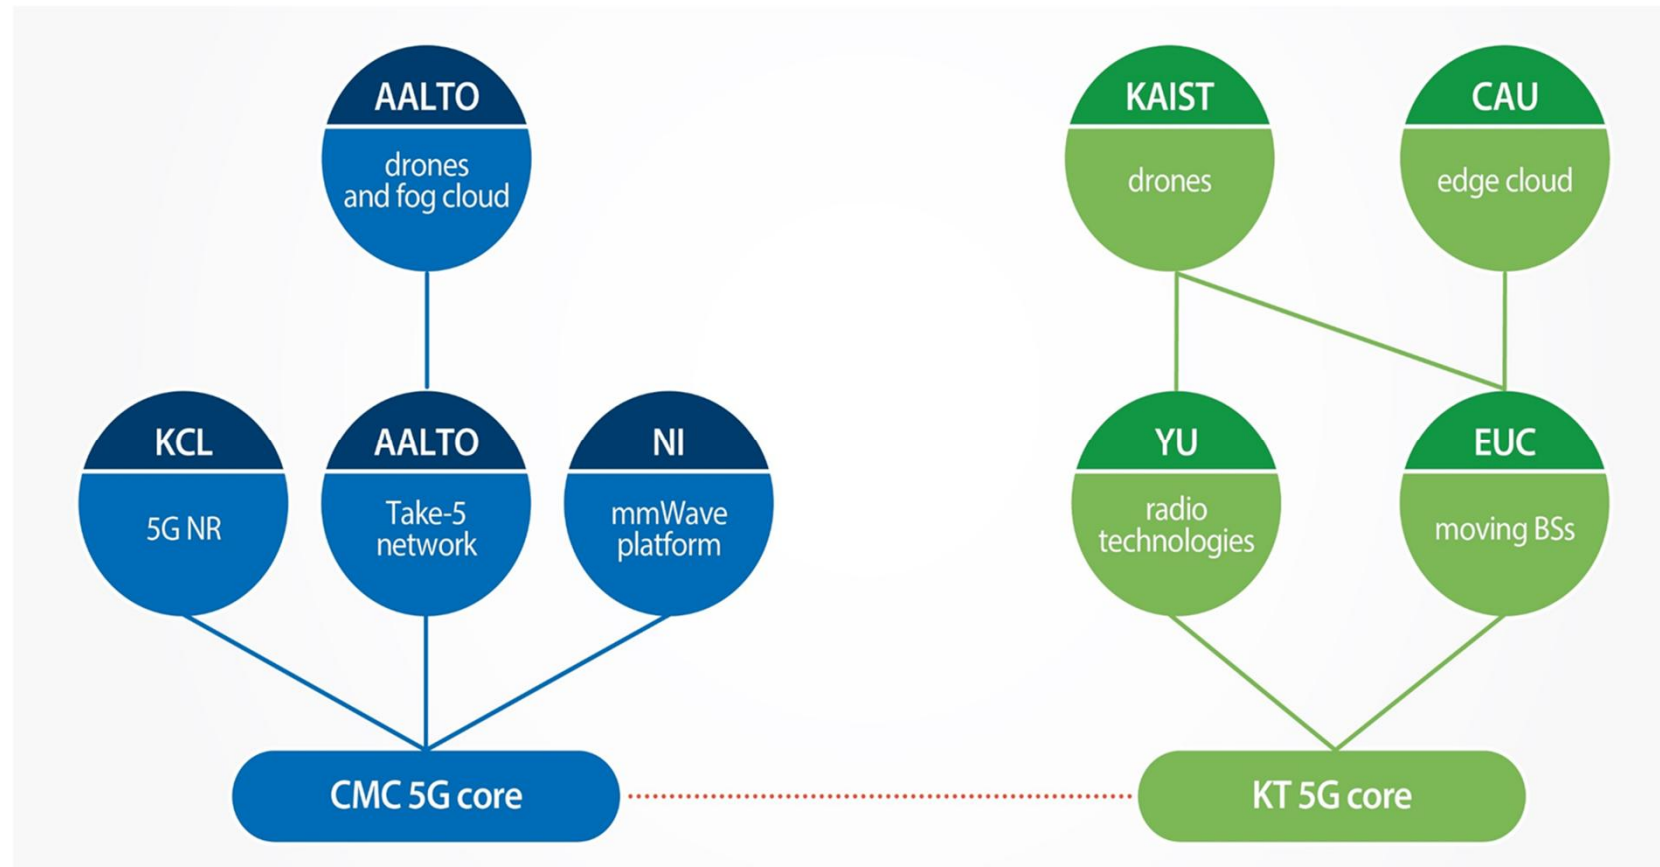 AALTO
drones
and fog cloud
KAIST
drones
CAU
edge cloud
KCL
5G NR
AALTO
Take-5
network
NI
mmWave
platform
YU
radio
technologies
EUC
moving BSs
CMC 5G core
KT 5G core